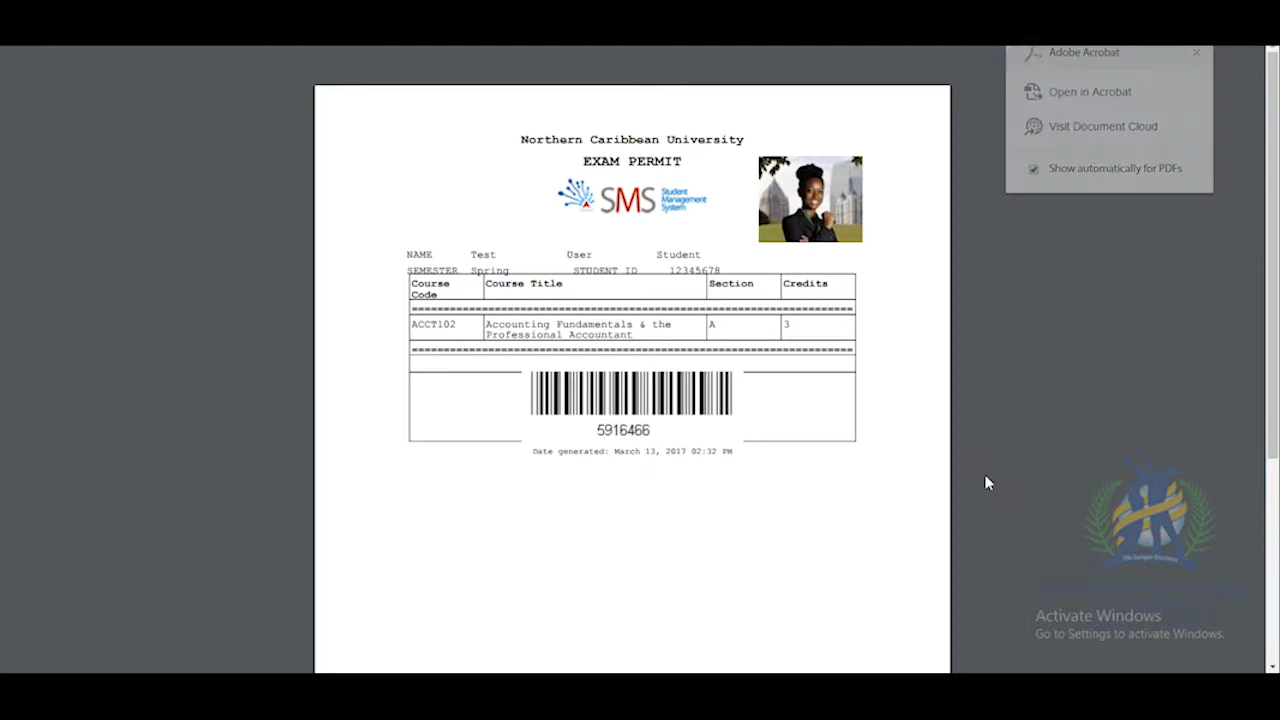 Adobe Acrobat
Open in Acrobat
Visit Document Cloud
Show automatically for PDFs
Northern Caribbean University
EXAM PERMIT
SMS Student Management System
NAME Test User Student
SEMESTER Spring STUDENT ID 12345678
Course Code Course Title Section Credits
=====================================================================
ACCT102 Accounting Fundamentals & the Professional Accountant A 3
=====================================================================
5916466
Date generated: March 13, 2017 02:32 PM
Activate Windows
Go to Settings to activate Windows.